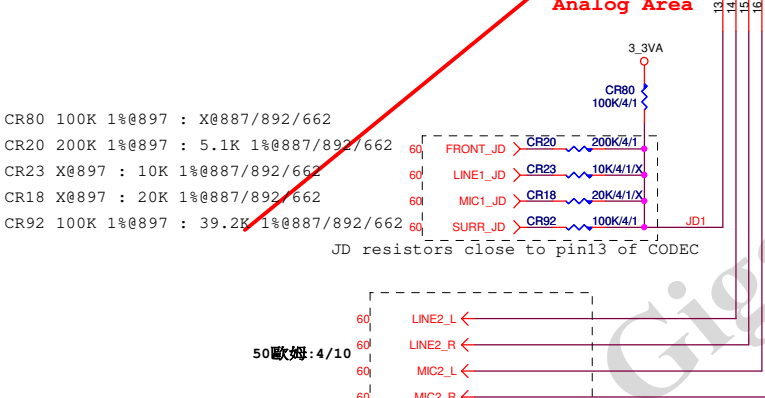 Analog Area
13
14
15
16
3_3VA
CR80
100K/4/1
CR80 100K 1%@897 : X@887/892/662
CR20 200K 1%@897 : 5.1K 1%@887/892/662
CR23 X@897 : 10K 1%@887/892/662
CR18 X@897 : 20K 1%@887/892/662
CR92 100K 1%@897 : 39.2K 1%@887/892/662
60 FRONT_JD CR20 200K/4/1
60 LINE1_JD CR23 10K/4/1/X
60 MIC1_JD CR18 20K/4/1/X
60 SURR_JD CR92 100K/4/1 JD1
JD resistors close to pin13 of CODEC
60 LINE2_L
60 LINE2_R
50歐姆:4/10
60 MIC2_L
60 MIC2_R
Gig